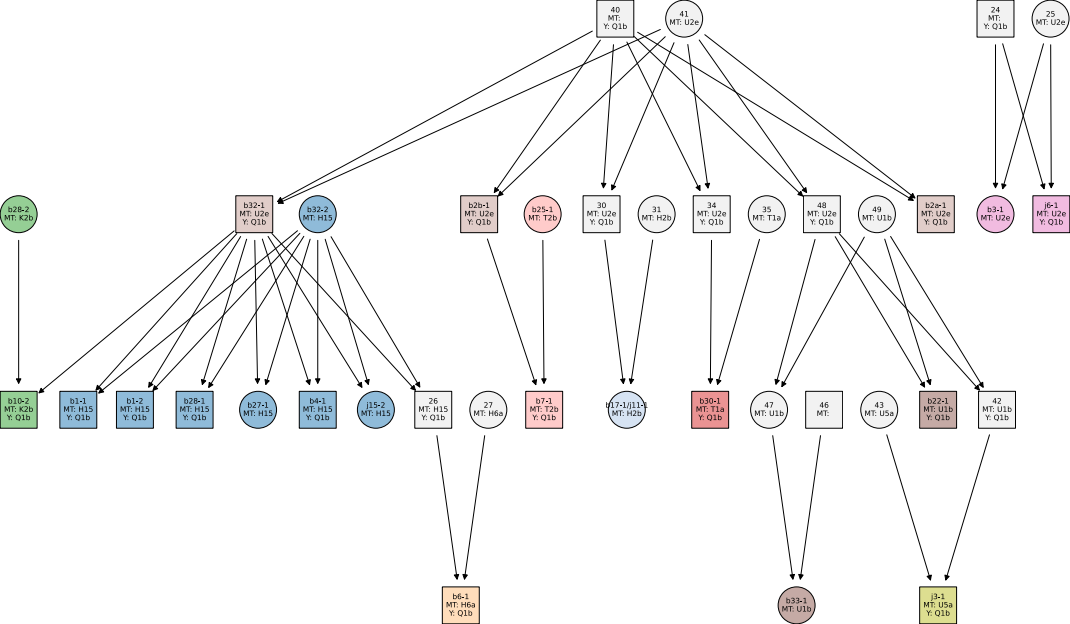 40
MT:
Y: Q1b
41
MT: U2e
24
MT:
Y: Q1b
25
MT: U2e
b28-2
MT: K2b
b32-1
MT: U2e
Y: Q1b
b32-2
MT: H15
b2b-1
MT: U2e
Y: Q1b
b25-1
MT: T2b
30
MT: U2e
Y: Q1b
31
MT: H2b
34
MT: U2e
Y: Q1b
35
MT: T1a
48
MT: U2e
Y: Q1b
49
MT: U1b
b2a-1
MT: U2e
Y: Q1b
b3-1
MT: U2e
j6-1
MT: U2e
Y: Q1b
b10-2
MT: K2b
Y: Q1b
b1-1
MT: H15
Y: Q1b
b1-2
MT: H15
Y: Q1b
b28-1
MT: H15
Y: Q1b
b27-1
MT: H15
b4-1
MT: H15
Y: Q1b
j15-2
MT: H15
26
MT: H15
Y: Q1b
27
MT: H6a
b7-1
MT: T2b
Y: Q1b
b17-1/j11-1
MT: H2b
b30-1
MT: T1a
Y: Q1b
47
MT: U1b
46
MT:
43
MT: U5a
b22-1
MT: U1b
Y: Q1b
42
MT: U1b
Y: Q1b
b6-1
MT: H6a
Y: Q1b
b33-1
MT: U1b
j3-1
MT: U5a
Y: Q1b